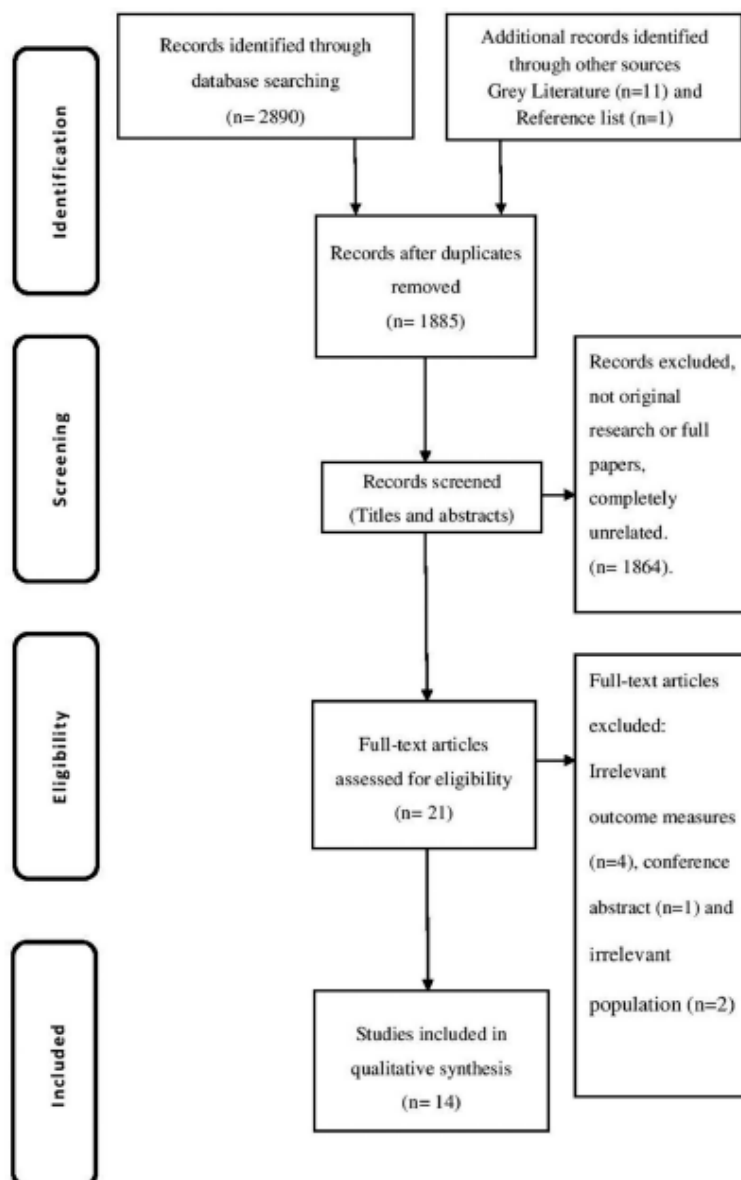 Identification
Records identified through
database searching
(n= 2890)
Additional records identified
through other sources
Grey Literature (n=11) and
Reference list (n=1)
Records after duplicates
removed
(n= 1885)
Screening
Records screened
(Titles and abstracts)
Records excluded,
not original
research or full
papers,
completely
unrelated.
(n= 1864).
Eligibility
Full-text articles
assessed for eligibility
(n= 21)
Full-text articles
excluded:
Irrelevant
outcome measures
(n=4), conference
abstract (n=1) and
irrelevant
population (n=2)
Included
Studies included in
qualitative synthesis
(n= 14)